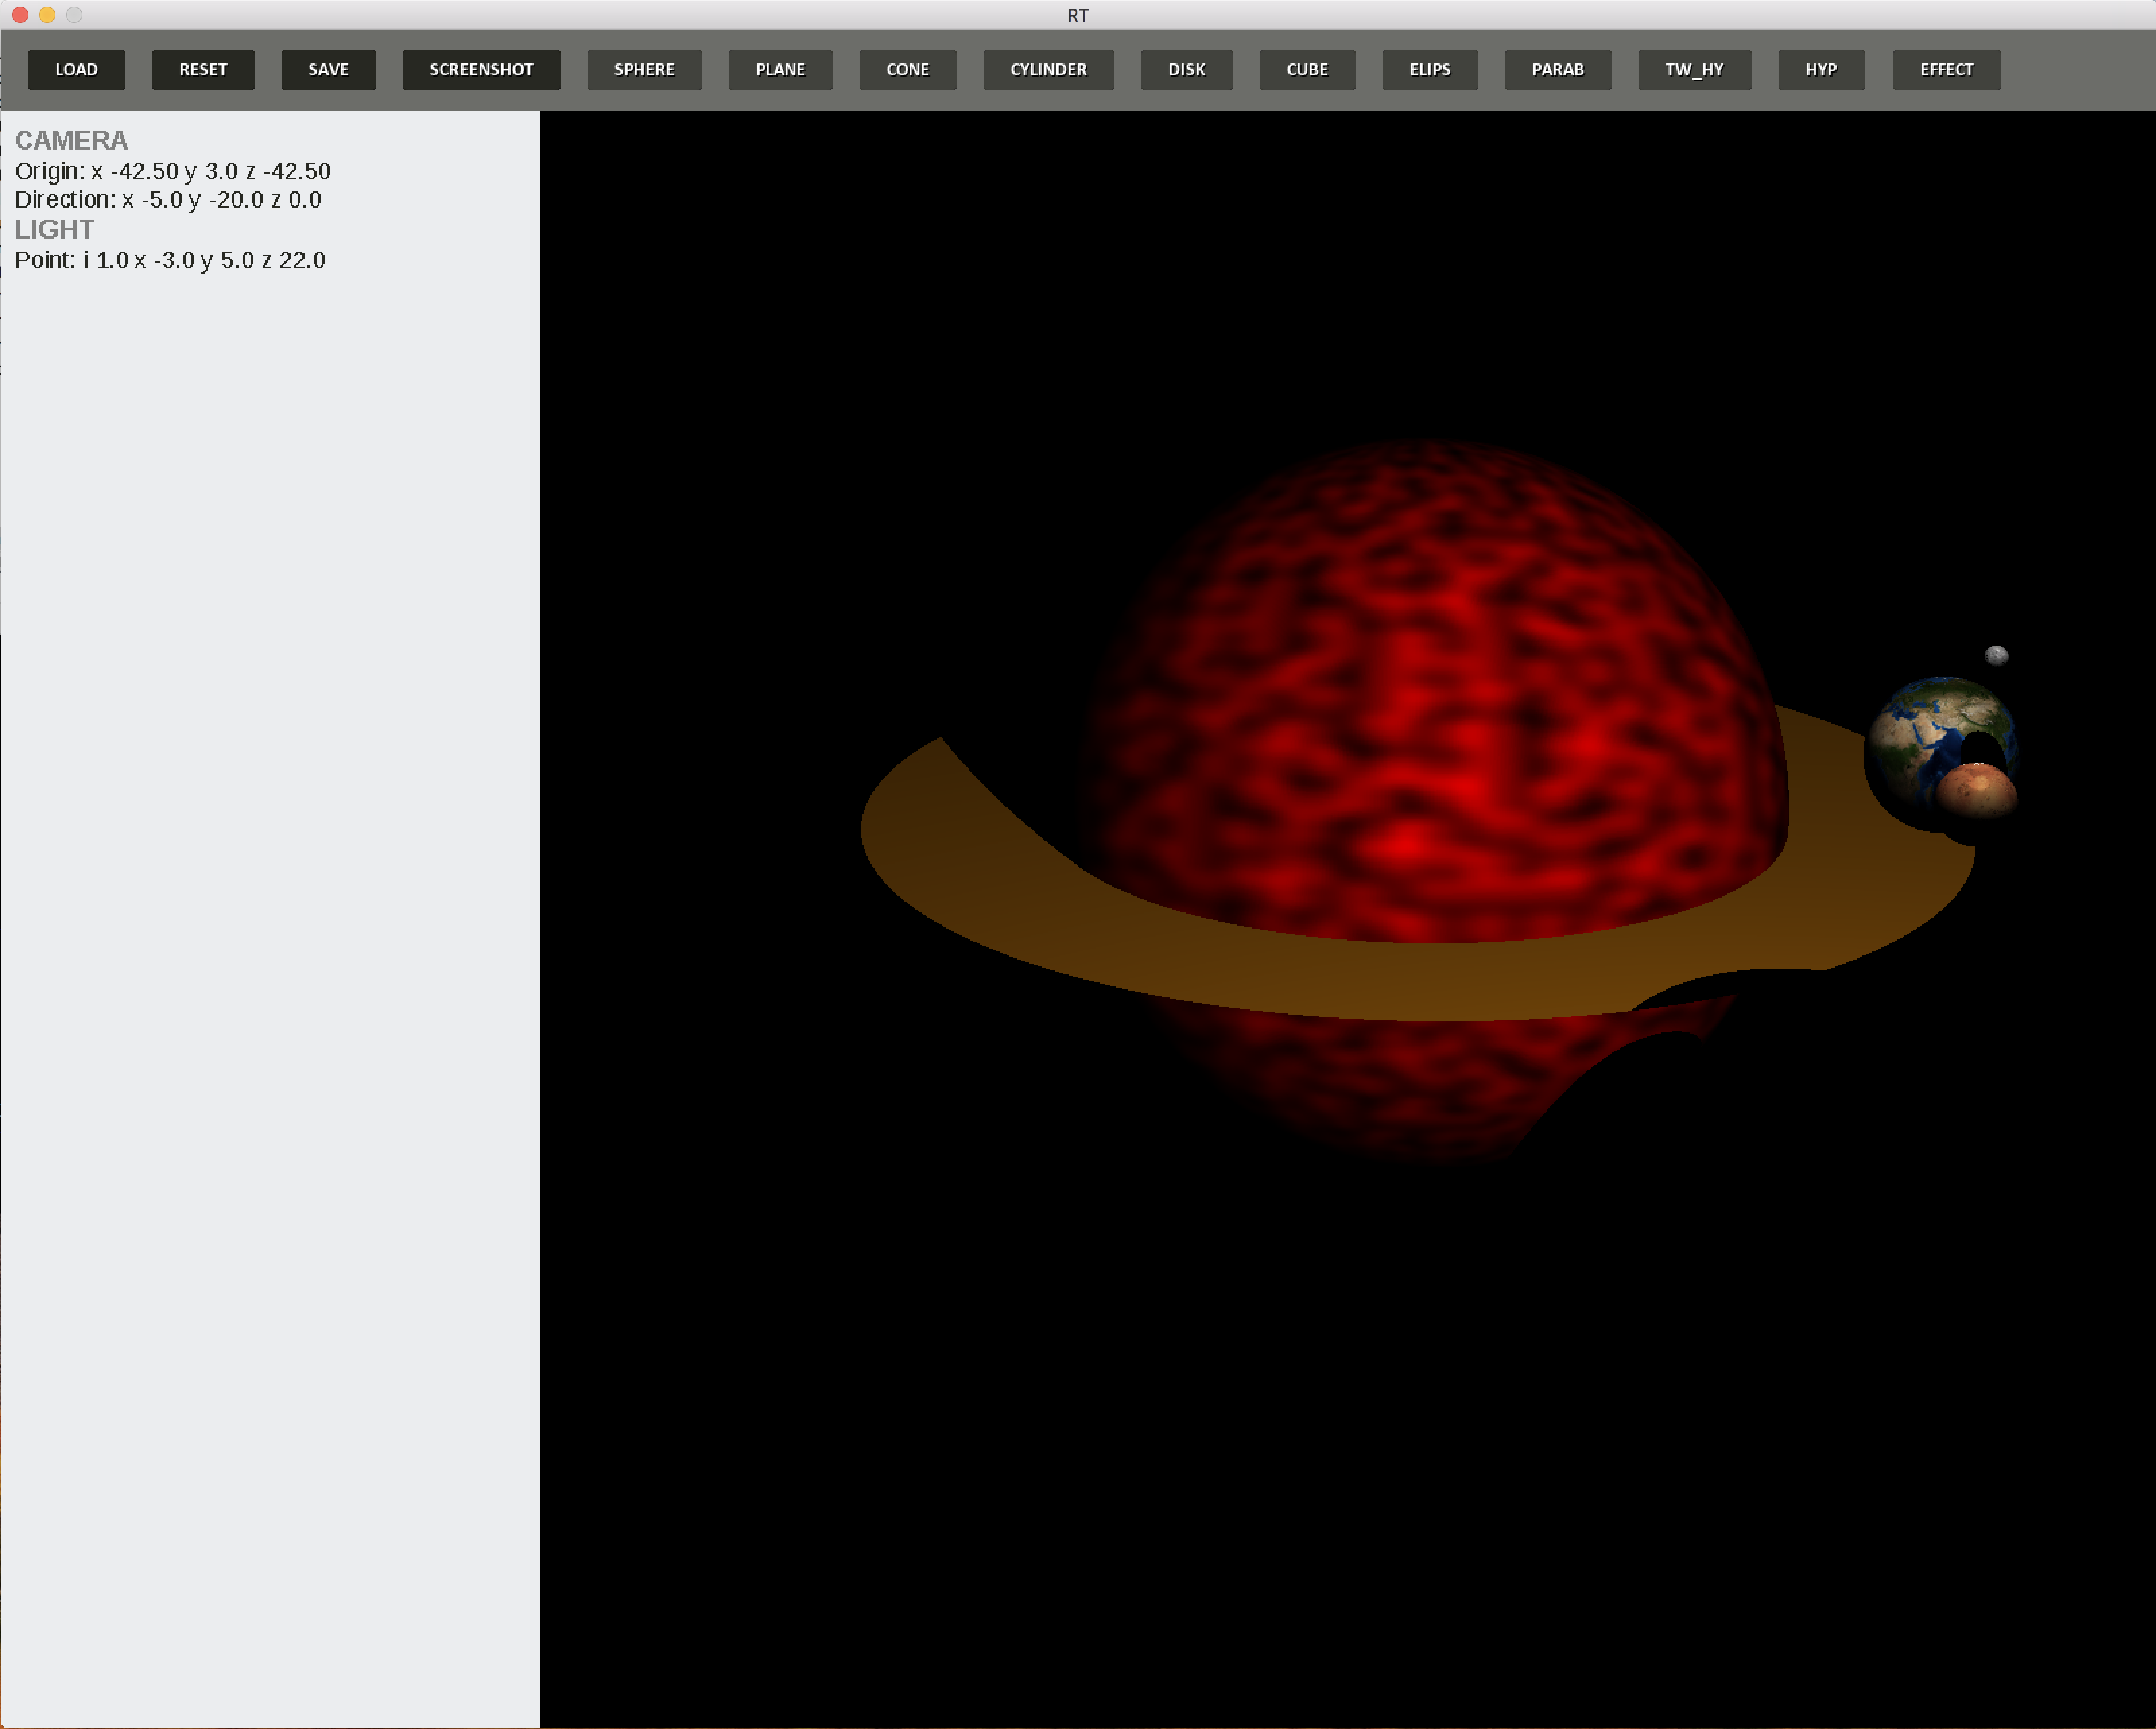 RT
LOAD RESET SAVE SCREENSHOT SPHERE PLANE CONE CYLINDER DISK CUBE ELIPS PARAB TW_HY HYP EFFECT
CAMERA
Origin: x -42.50 y 3.0 z -42.50
Direction: x -5.0 y -20.0 z 0.0
LIGHT
Point: i 1.0 x -3.0 y 5.0 z 22.0